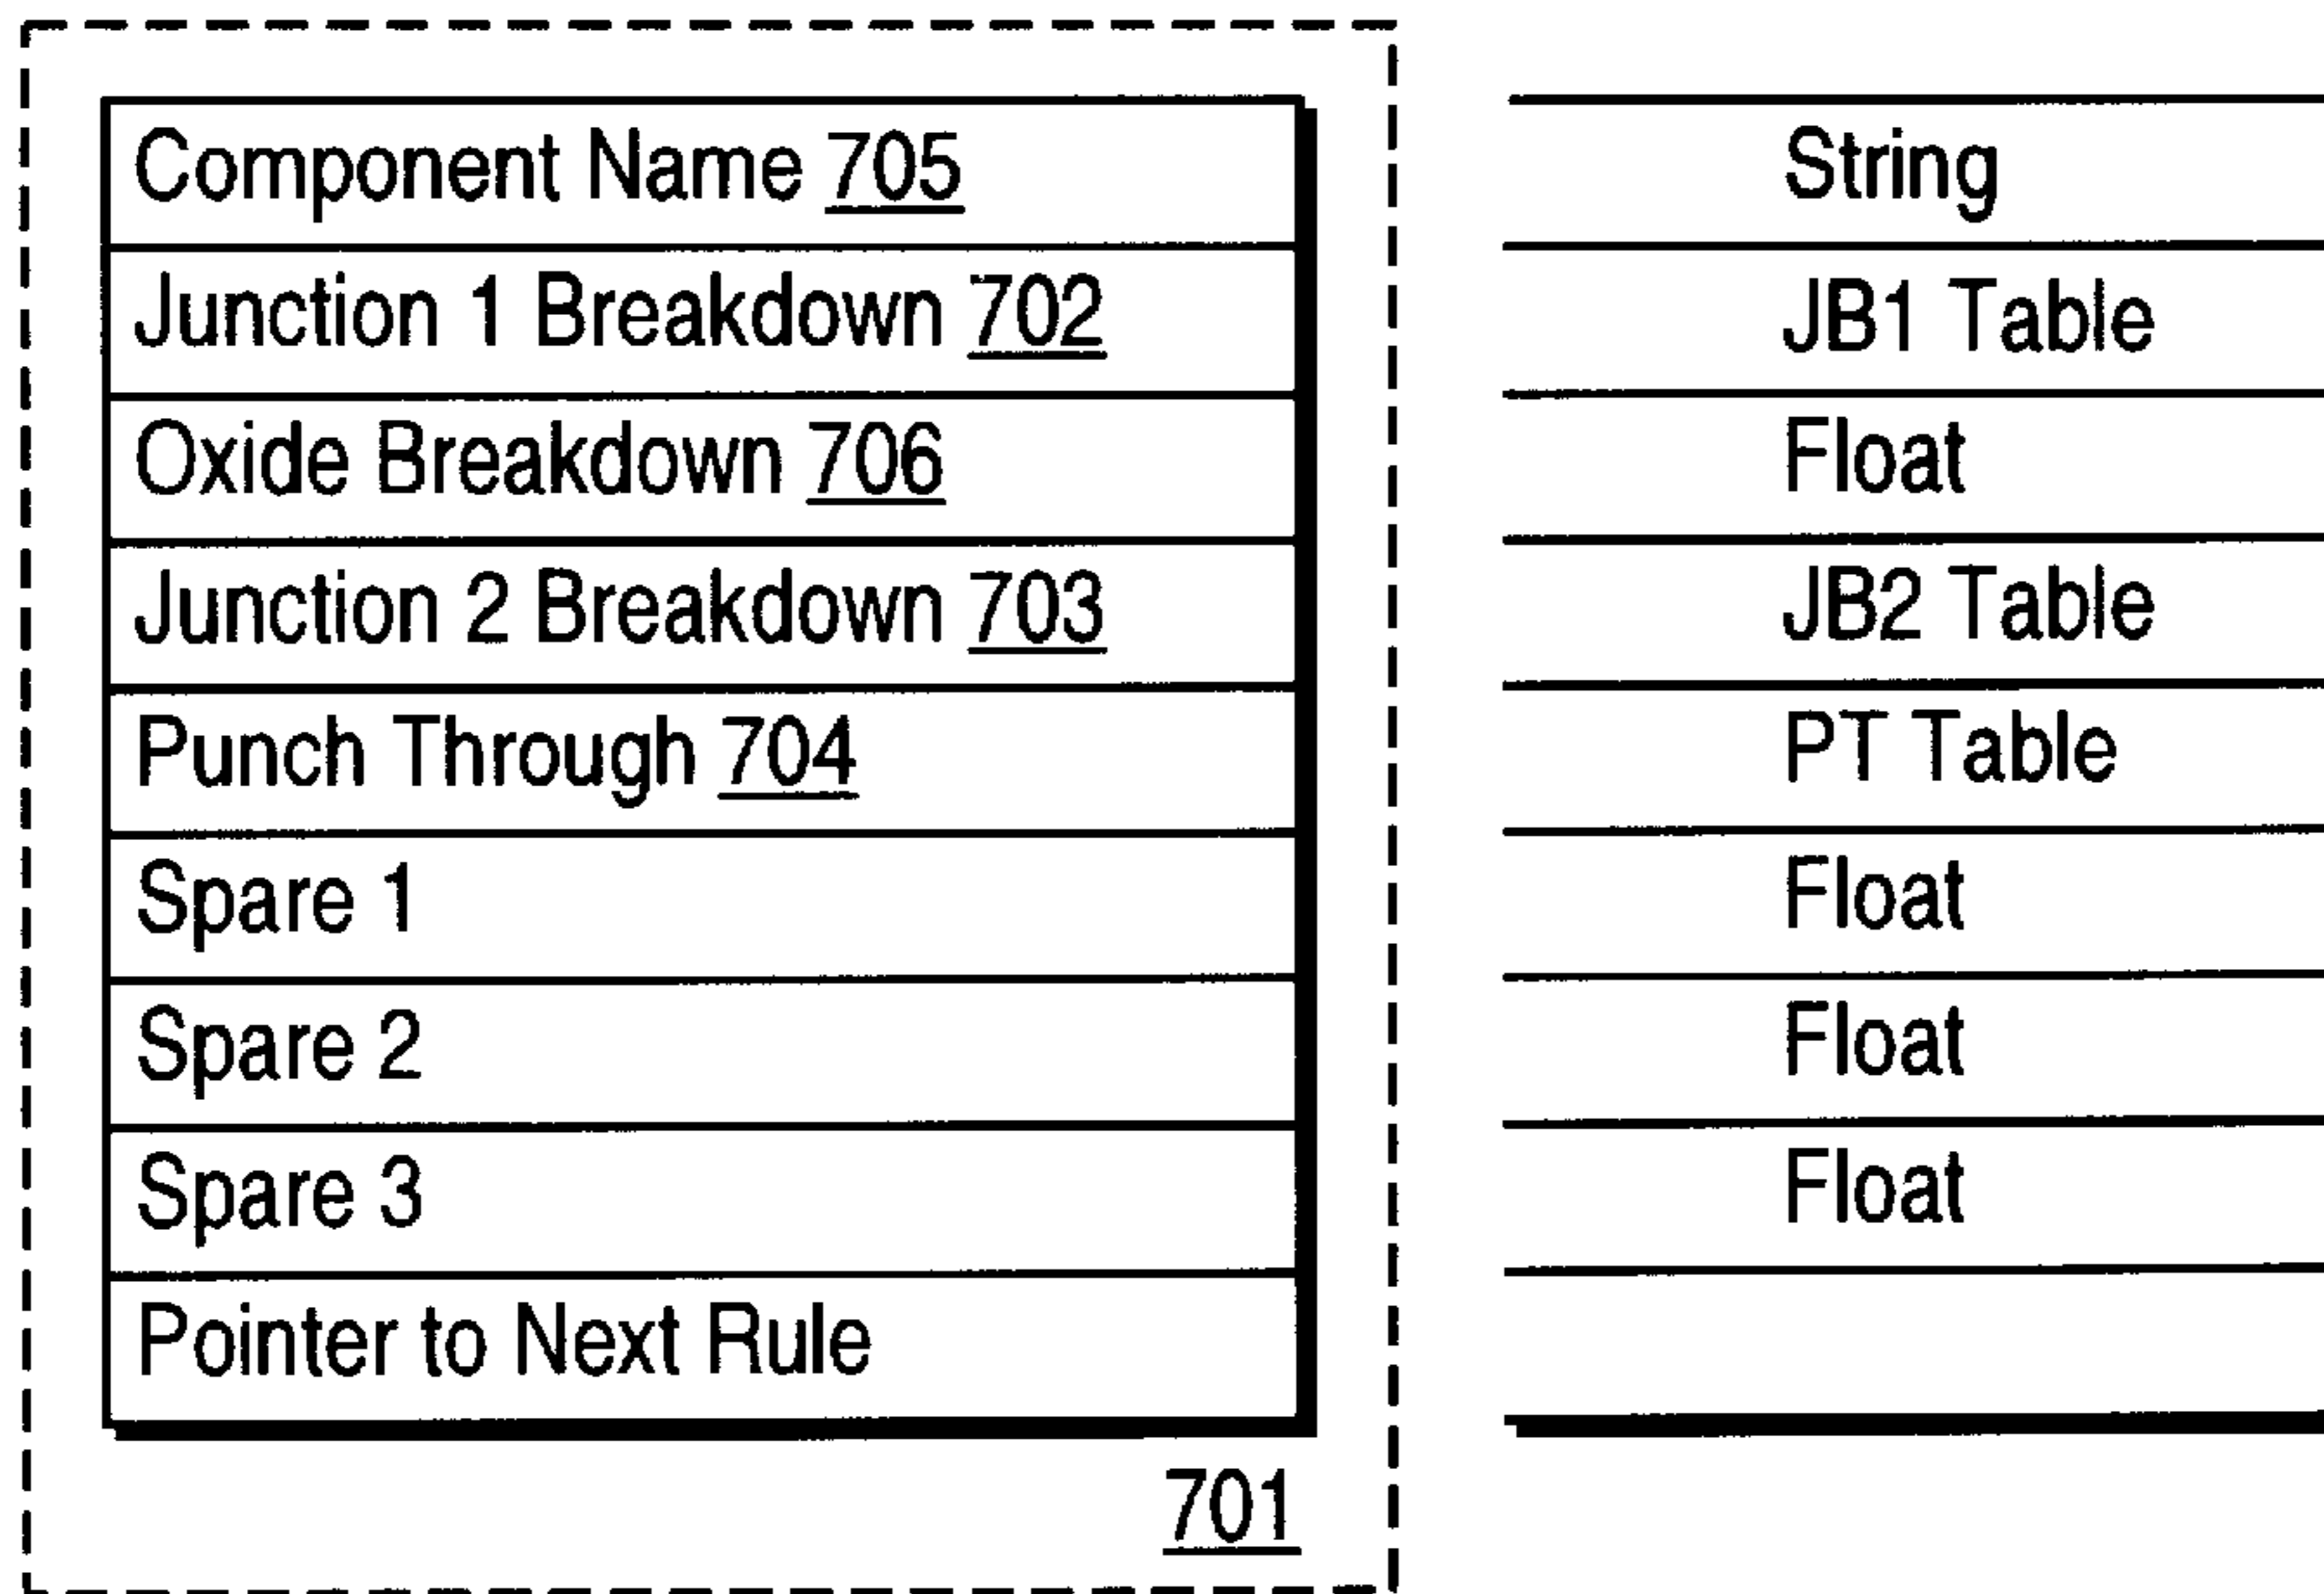 Component Name 705 String
Junction 1 Breakdown 702 JB1 Table
Oxide Breakdown 706 Float
Junction 2 Breakdown 703 JB2 Table
Punch Through 704 PT Table
Spare 1 Float
Spare 2 Float
Spare 3 Float
Pointer to Next Rule
701